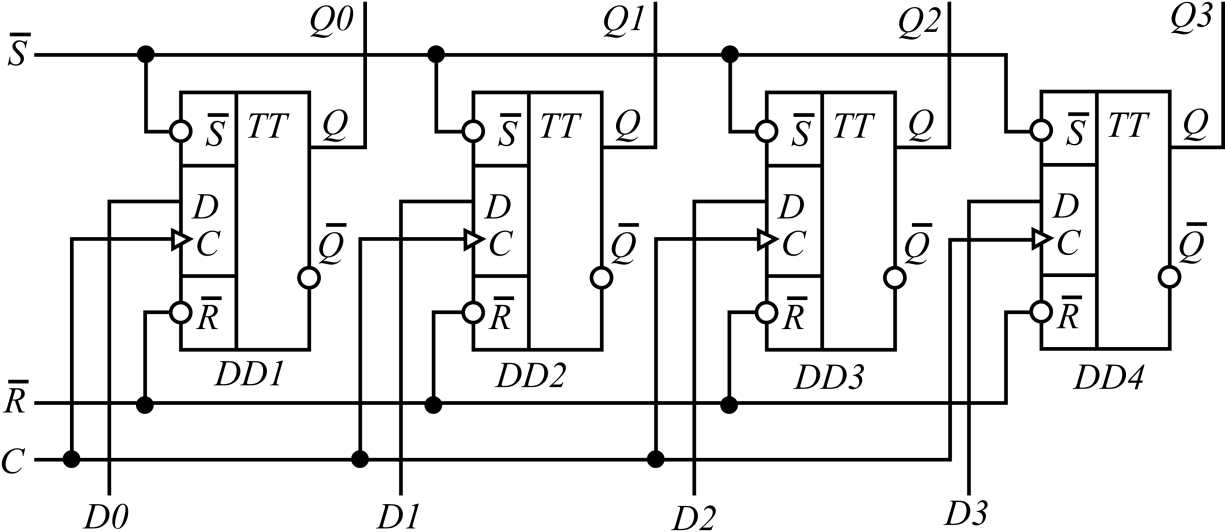 Q0 Q1 Q2 Q3
S̅
S̅ TT Q S̅ TT Q S̅ TT Q S̅ TT Q
D D D D
C Q̅ C Q̅ C Q̅ C Q̅
R̅ R̅ R̅ R̅
DD1 DD2 DD3 DD4
R̅
C
D0 D1 D2 D3